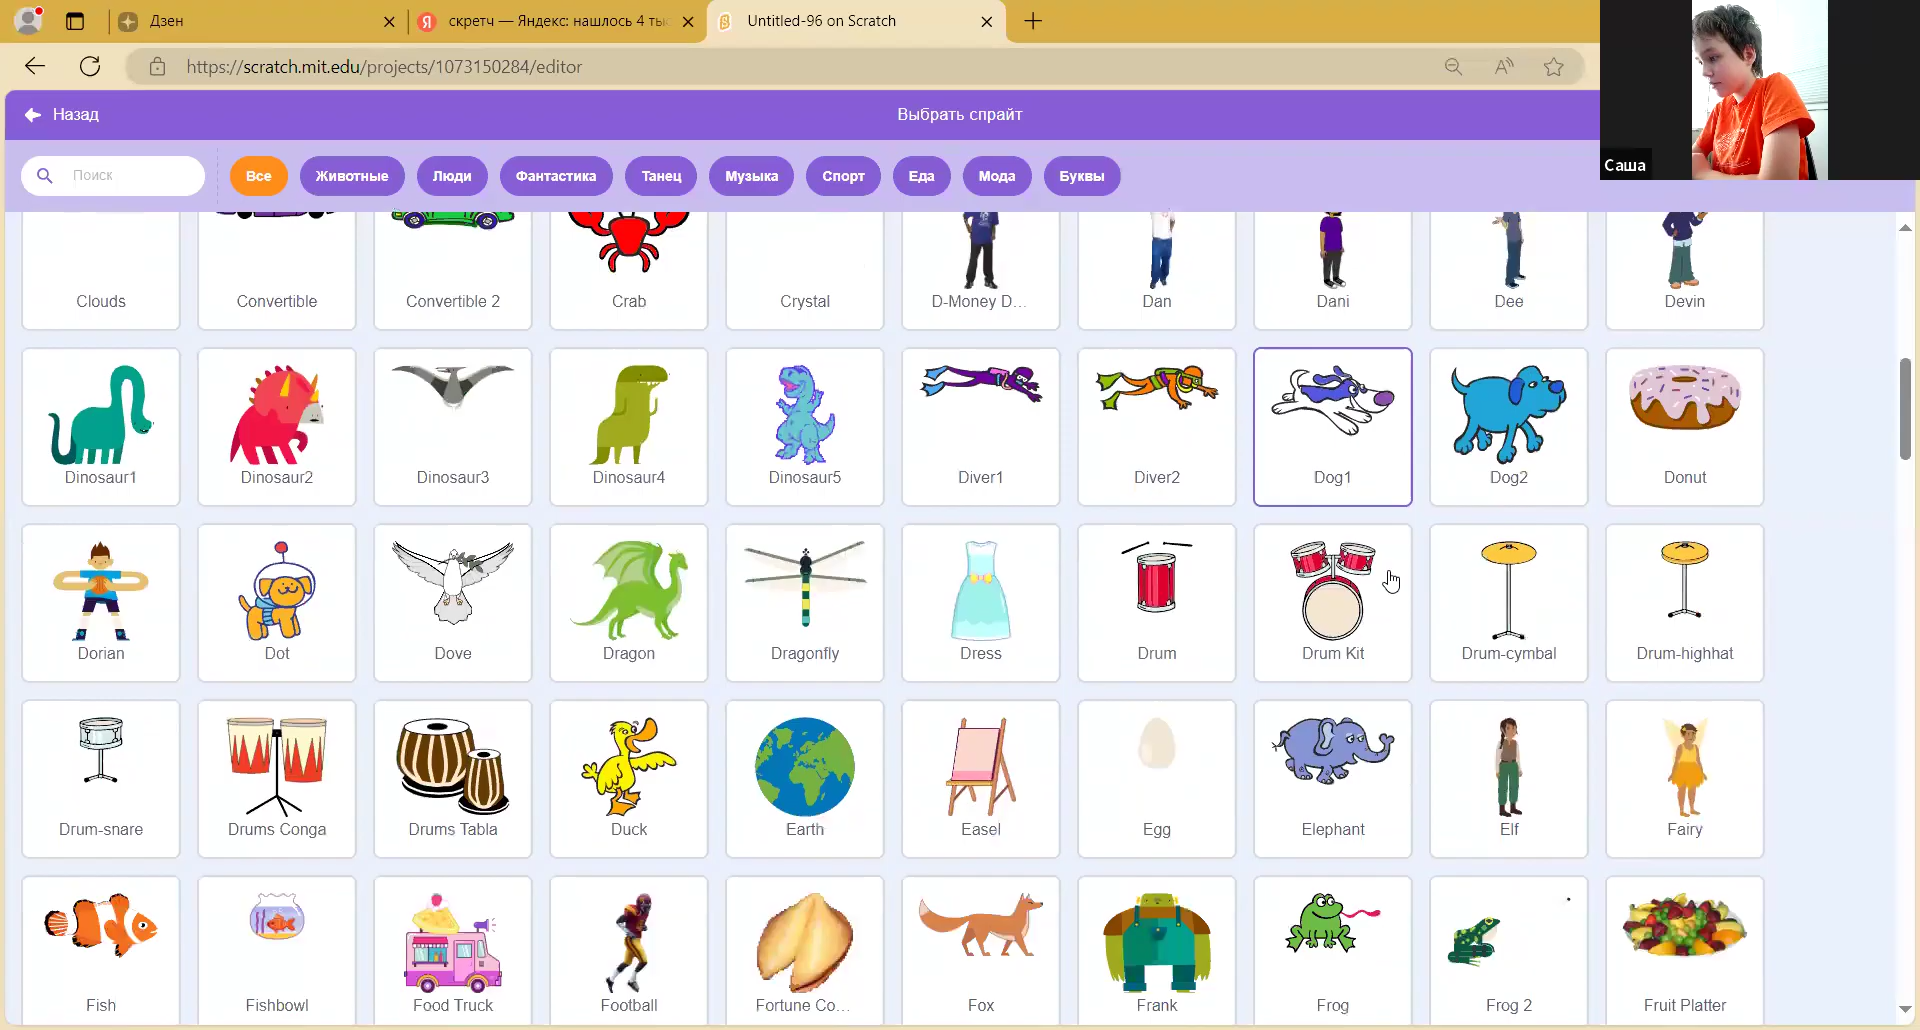 Дзен
Я
скретч — Яндекс: нашлось 4 ты
Untitled-96 on Scratch
https://scratch.mit.edu/projects/1073150284/editor
Назад
Выбрать спрайт
Саша
Поиск
Все
Животные
Люди
Фантастика
Танец
Музыка
Спорт
Еда
Мода
Буквы
Clouds
Convertible
Convertible 2
Crab
Crystal
D-Money D...
Dan
Dani
Dee
Devin
Dinosaur1
Dinosaur2
Dinosaur3
Dinosaur4
Dinosaur5
Diver1
Diver2
Dog1
Dog2
Donut
Dorian
Dot
Dove
Dragon
Dragonfly
Dress
Drum
Drum Kit
Drum-cymbal
Drum-highhat
Drum-snare
Drums Conga
Drums Tabla
Duck
Earth
Easel
Egg
Elephant
Elf
Fairy
Fish
Fishbowl
Food Truck
Football
Fortune Co...
Fox
Frank
Frog
Frog 2
Fruit Platter